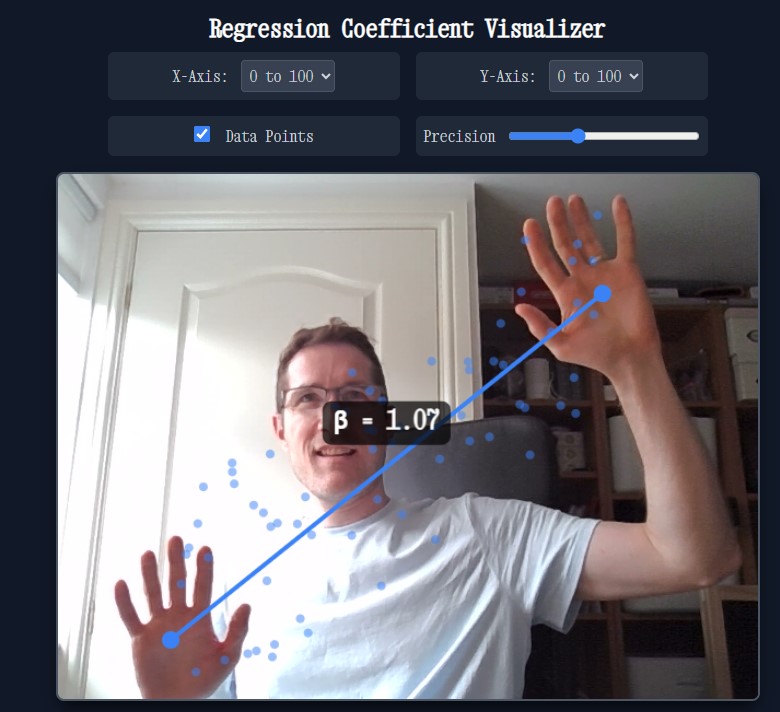 Regression Coefficient Visualizer
X-Axis: 0 to 100
Y-Axis: 0 to 100
Data Points
Precision
β = 1.07